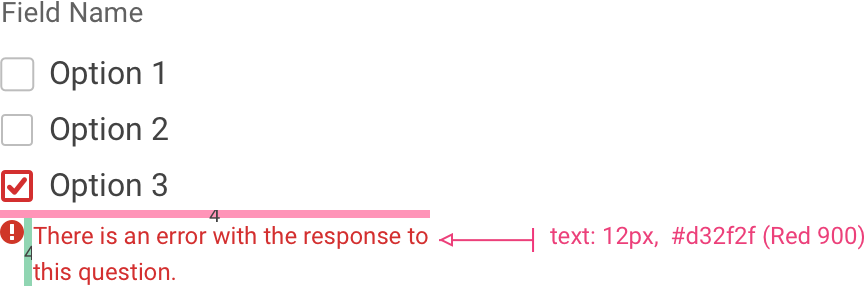 Field Name
Option 1
Option 2
Option 3
4
There is an error with the response to
text: 12px, #d32f2f (Red 900)
4
this question.